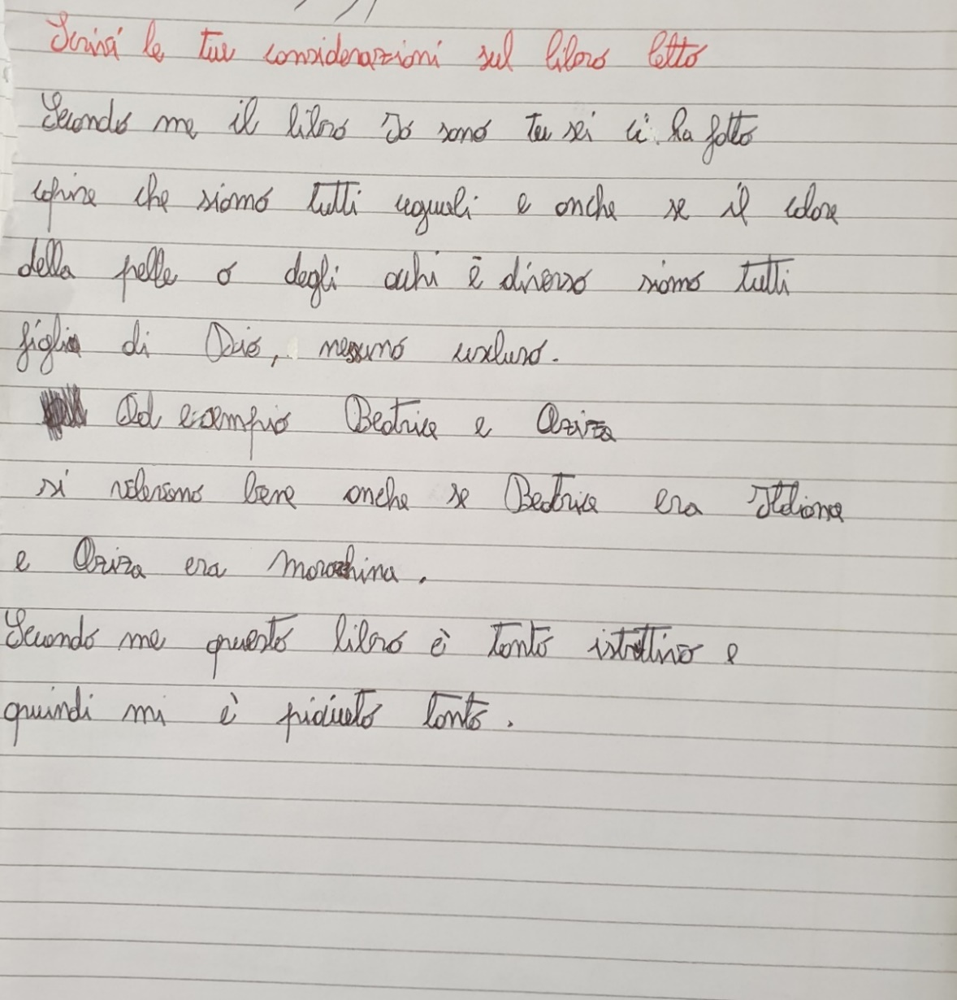 Scrivi le tue considerazioni sul libro letto
Secondo me il libro Io sono tu sei ci ha fatto
capire che siamo tutti uguali e anche se il colore
della pelle o degli occhi è diverso siamo tutti
figli di Dio, nessuno escluso.
Ad esempio Beatrice e Aziza
si volevano bene anche se Beatrice era Italiana
e Aziza era Marocchina.
Secondo me questo libro è tanto istruttivo e
quindi mi è piaciuto tanto.